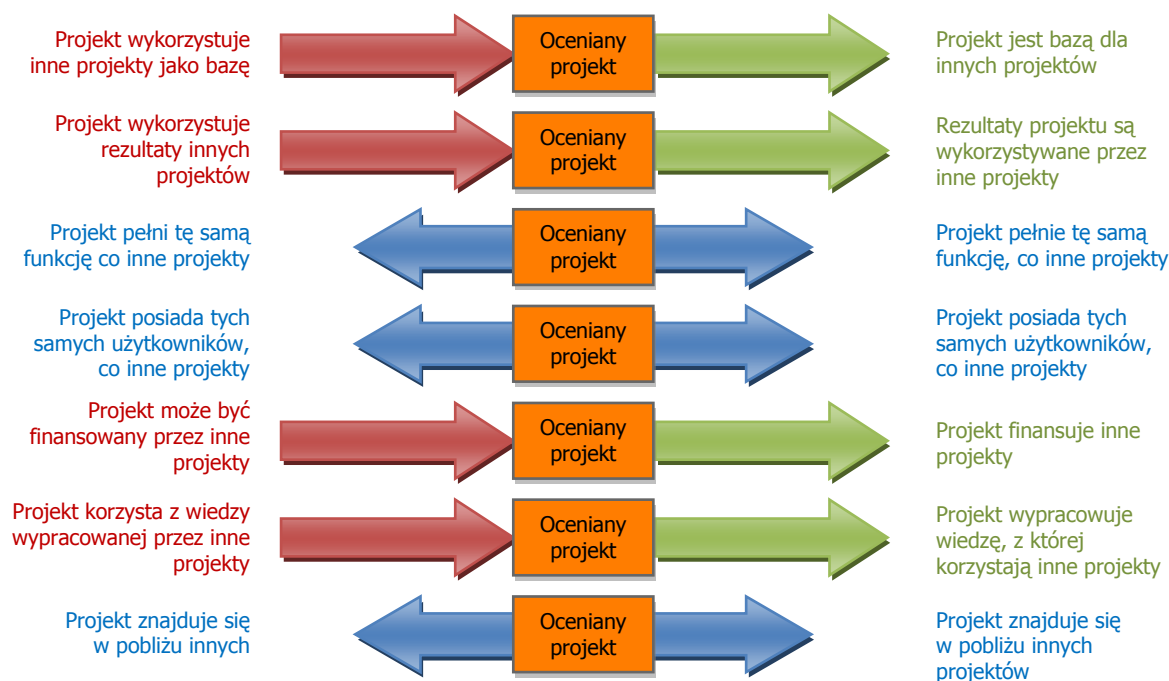 Projekt wykorzystuje
inne projekty jako bazę
Oceniany
projekt
Projekt jest bazą dla
innych projektów
Projekt wykorzystuje
rezultaty innych
projektów
Oceniany
projekt
Rezultaty projektu są
wykorzystywane przez
inne projekty
Projekt pełni tę samą
funkcję co inne projekty
Oceniany
projekt
Projekt pełnie tę samą
funkcję, co inne projekty
Projekt posiada tych
samych użytkowników,
co inne projekty
Oceniany
projekt
Projekt posiada tych
samych użytkowników,
co inne projekty
Projekt może być
finansowany przez inne
projekty
Oceniany
projekt
Projekt finansuje inne
projekty
Projekt korzysta z wiedzy
wypracowanej przez inne
projekty
Oceniany
projekt
Projekt wypracowuje
wiedzę, z której
korzystają inne projekty
Projekt znajduje się
w pobliżu innych
Oceniany
projekt
Projekt znajduje się
w pobliżu innych
projektów